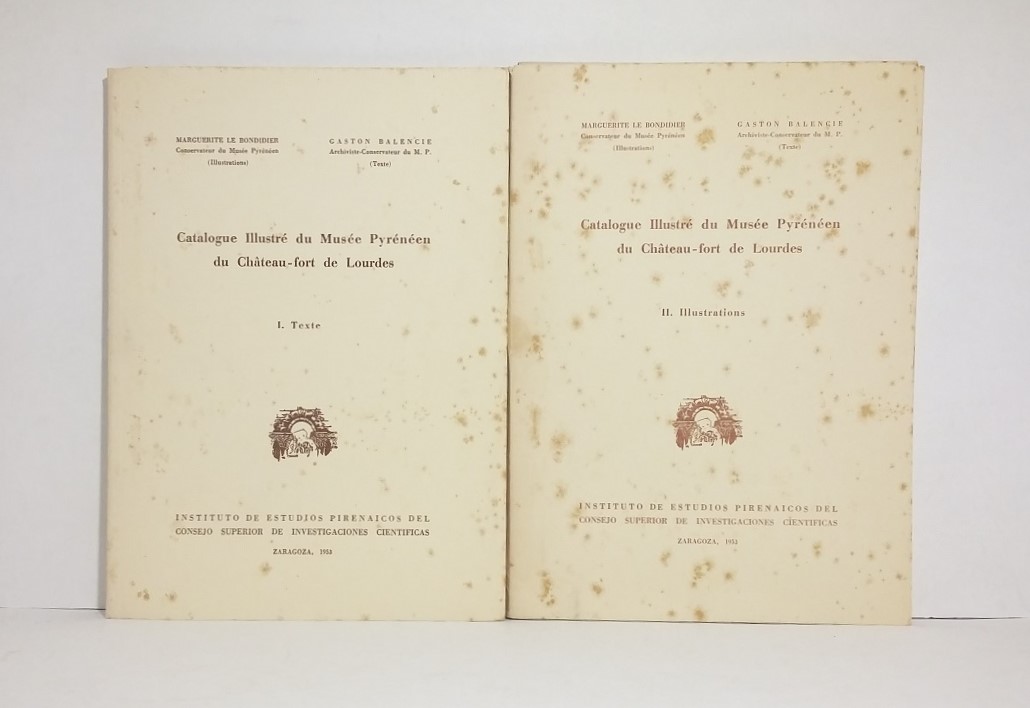 MARGUERITE LE BONDIDIER
Conservateur du Musée Pyrénéen
(Illustrations)
GASTON BALENCIE
Archiviste-Conservateur du M. P.
(Texte)
Catalogue Illustré du Musée Pyrénéen
du Château-fort de Lourdes
I. Texte
INSTITUTO DE ESTUDIOS PIRENAICOS DEL
CONSEJO SUPERIOR DE INVESTIGACIONES CIENTIFICAS
ZARAGOZA,
MARGUERITE LE BONDIDIER
Conservateur du Musée Pyrénéen
(Illustrations)
GASTON BALENCIE
Archiviste-Conservateur du M. P.
(Texte)
Catalogue Illustré du Musée Pyrénéen
du Château-fort de Lourdes
II. Illustrations
INSTITUTO DE ESTUDIOS PIRENAICOS DEL
CONSEJO SUPERIOR DE INVESTIGACIONES CIENTIFICAS
ZARAGOZA,